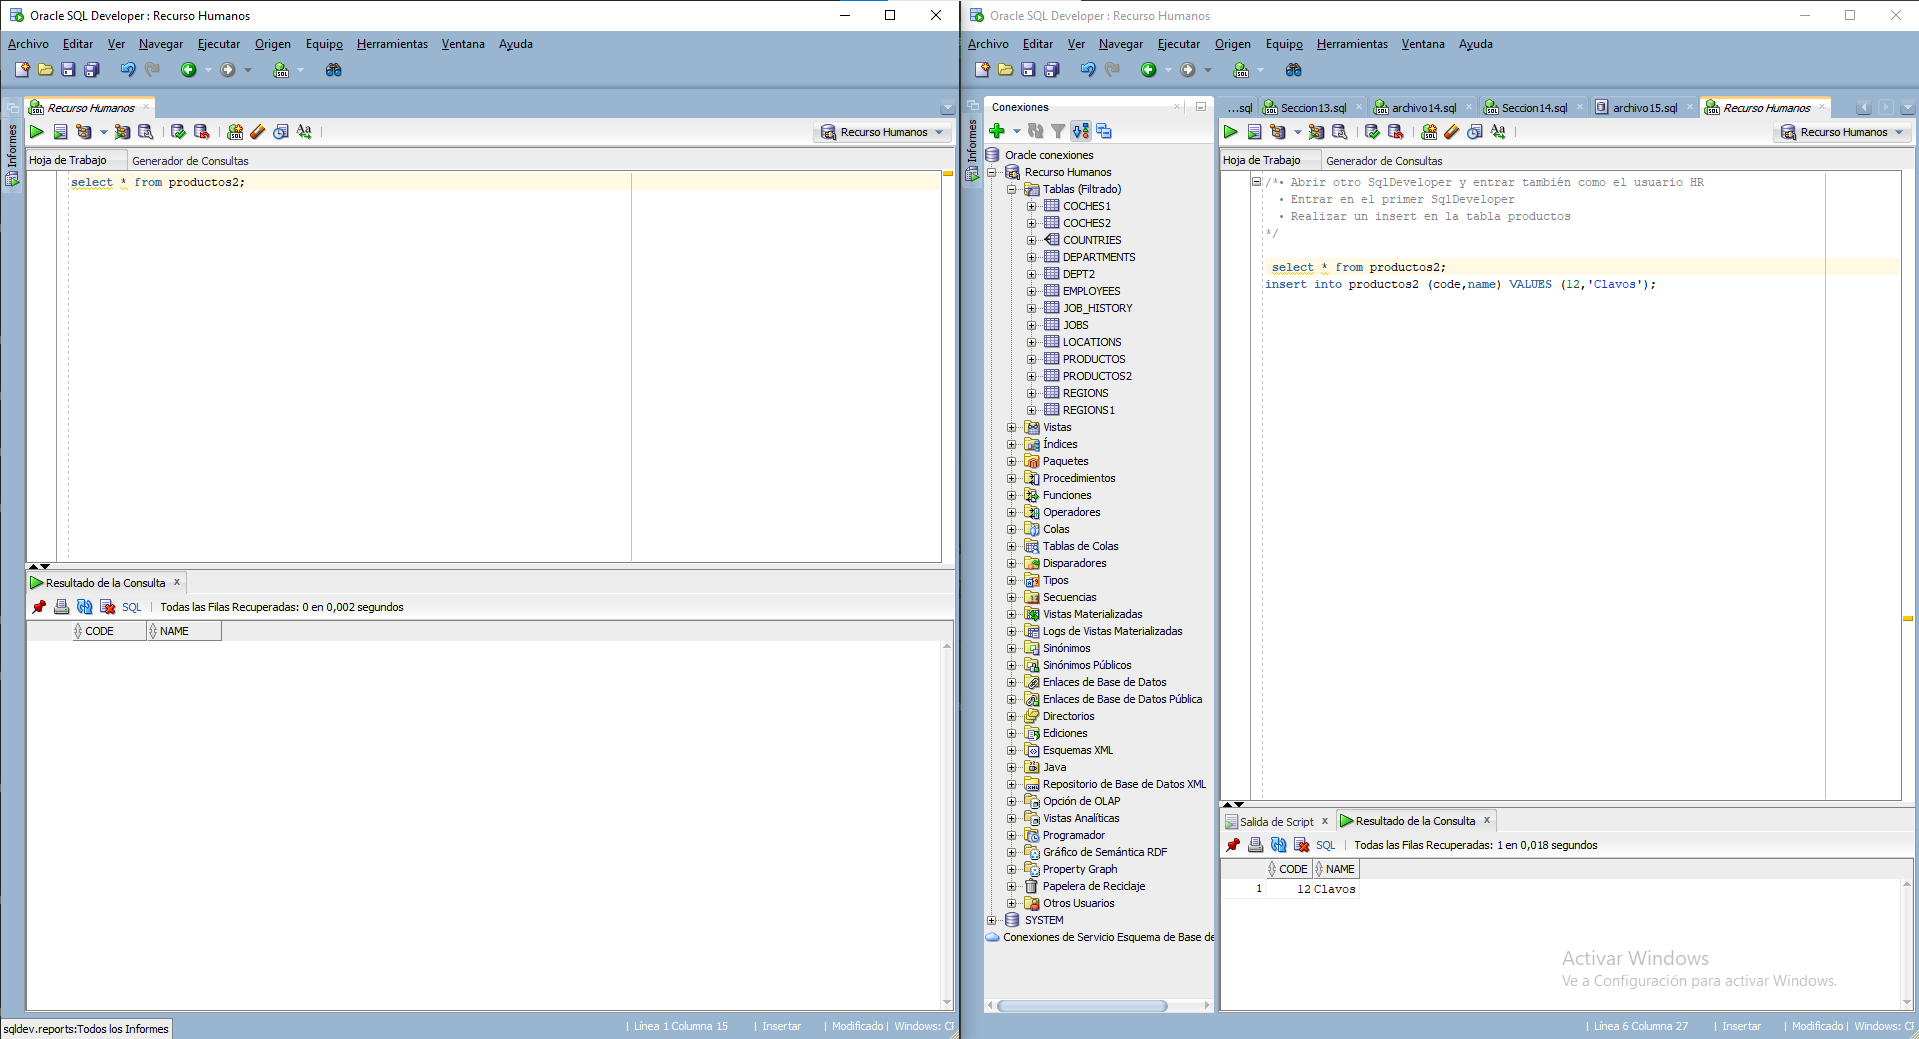 Oracle SQL Developer : Recurso Humanos
Archivo Editar Ver Navegar Ejecutar Origen Equipo Herramientas Ventana Ayuda
Informes
Recurso Humanos
Recurso Humanos
Hoja de Trabajo Generador de Consultas
select * from productos2;
Resultado de la Consulta x
SQL | Todas las Filas Recuperadas: 0 en 0,002 segundos
CODE NAME
sqldev.reports:Todos los Informes
| Línea 1 Columna 15 | Insertar | Modificado | Windows: CF
Oracle SQL Developer : Recurso Humanos
Archivo Editar Ver Navegar Ejecutar Origen Equipo Herramientas Ventana Ayuda
Informes
Conexiones
Oracle conexiones
Recurso Humanos
Tablas (Filtrado)
COCHES1
COCHES2
COUNTRIES
DEPARTMENTS
DEPT2
EMPLOYEES
JOB_HISTORY
JOBS
LOCATIONS
PRODUCTOS
PRODUCTOS2
REGIONS
REGIONS1
Vistas
Índices
Paquetes
Procedimientos
Funciones
Operadores
Colas
Tablas de Colas
Disparadores
Tipos
Secuencias
Vistas Materializadas
Logs de Vistas Materializadas
Sinónimos
Sinónimos Públicos
Enlaces de Base de Datos
Enlaces de Base de Datos Pública
Directorios
Ediciones
Esquemas XML
Java
Repositorio de Base de Datos XML
Opción de OLAP
Vistas Analíticas
Programador
Gráfico de Semántica RDF
Property Graph
Papelera de Reciclaje
Otros Usuarios
SYSTEM
Conexiones de Servicio Esquema de Base de
...sql Seccion13.sql archivo14.sql Seccion14.sql archivo15.sql Recurso Humanos
Recurso Humanos
Hoja de Trabajo Generador de Consultas
/*• Abrir otro SqlDeveloper y entrar también como el usuario HR
• Entrar en el primer SqlDeveloper
• Realizar un insert en la tabla productos
*/
select * from productos2;
insert into productos2 (code,name) VALUES (12,'Clavos');
Salida de Script x Resultado de la Consulta x
SQL | Todas las Filas Recuperadas: 1 en 0,018 segundos
CODE NAME
1 12 Clavos
Activar Windows
Ve a Configuración para activar Windows.
| Línea 6 Columna 27 | Insertar | Modificado | Windows: CF